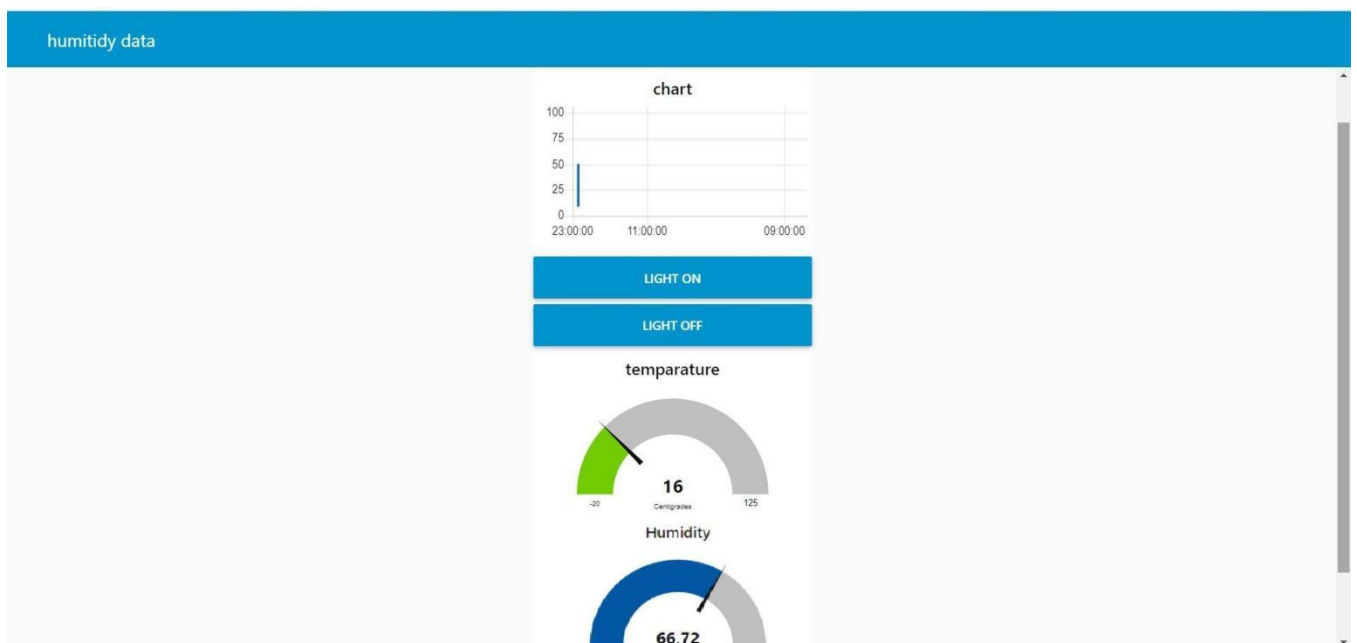 humitidy data
chart
100
75
50
25
0
23:00:00 11:00:00 09:00:00
LIGHT ON
LIGHT OFF
temparature
16
-20 Centigrades 125
Humidity
66.72